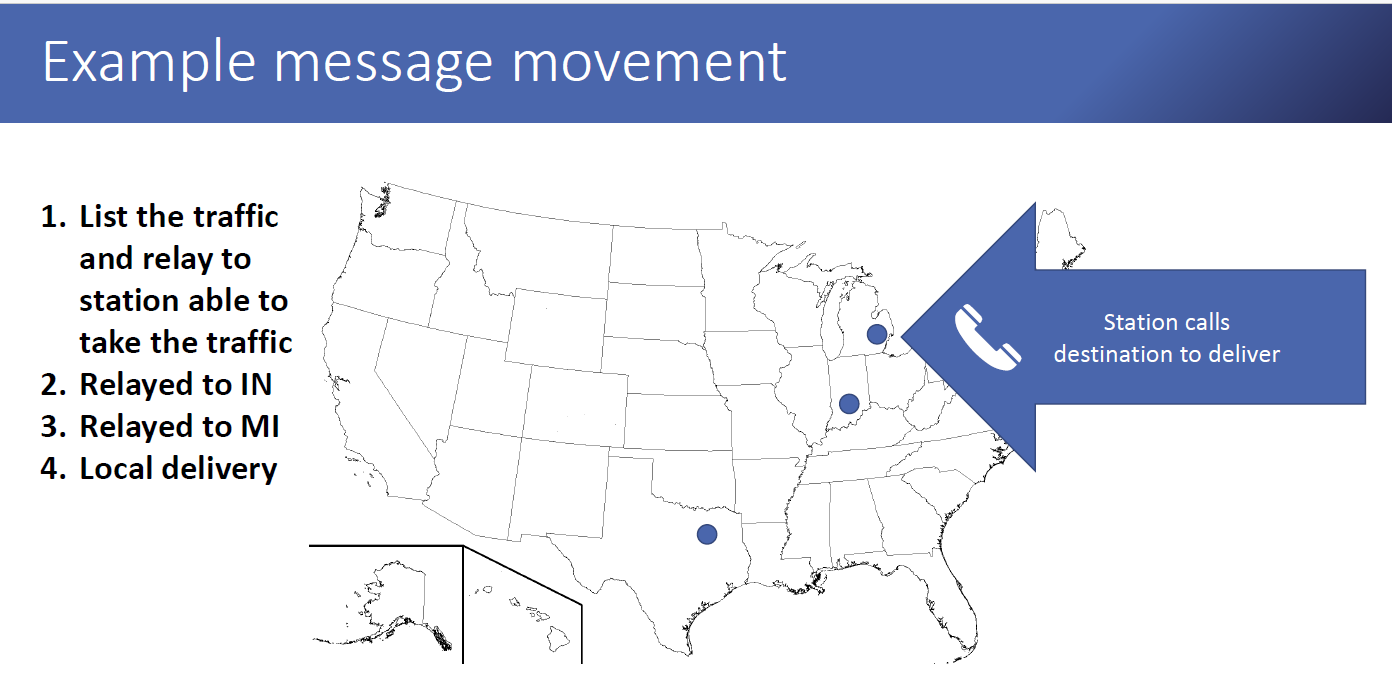 Example message movement
1. List the traffic
and relay to
station able to
take the traffic
2. Relayed to IN
3. Relayed to MI
4. Local delivery
Station calls
destination to deliver